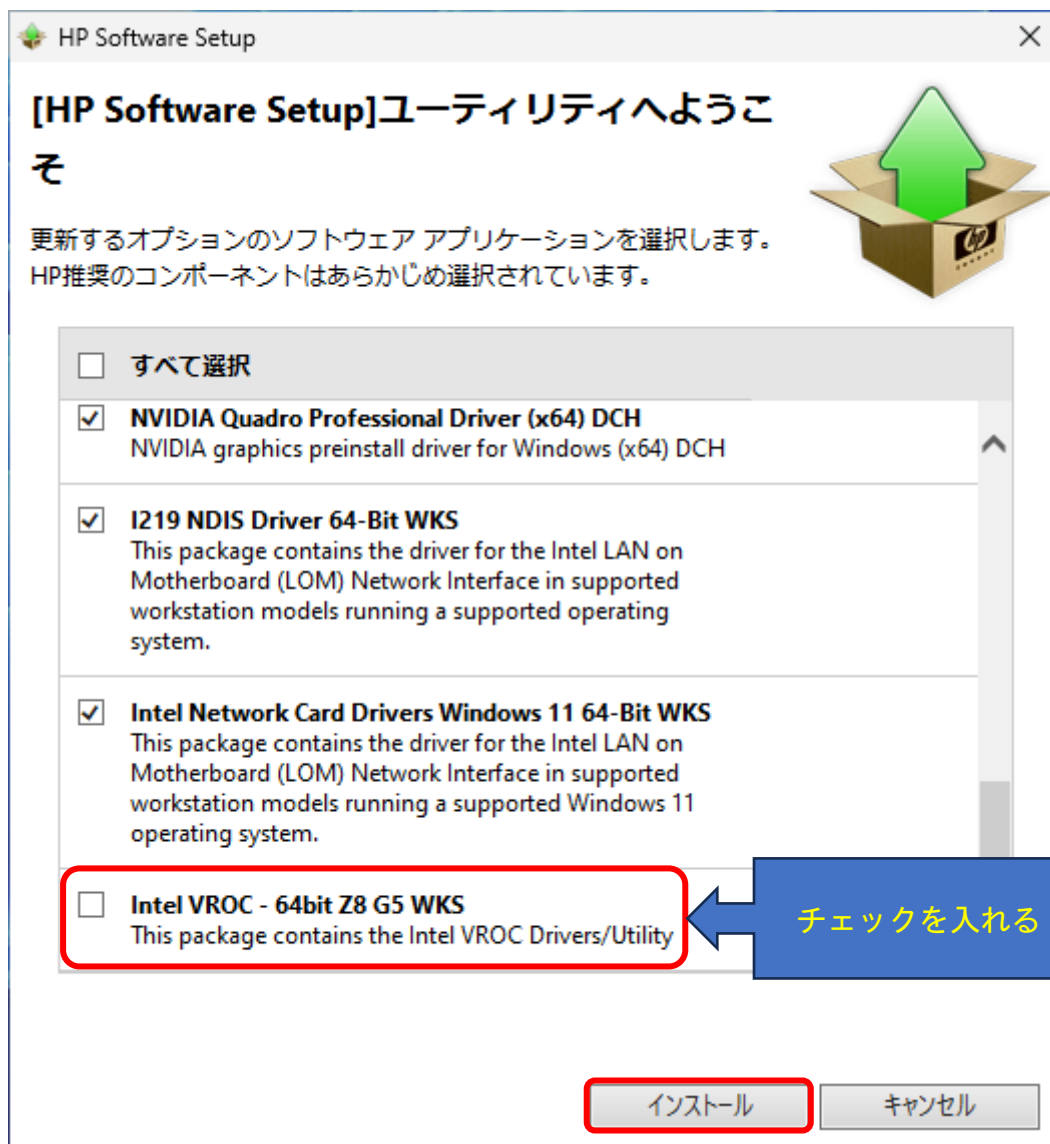 HP Software Setup
[HP Software Setup]ユーティリティへようこ
そ
更新するオプションのソフトウェア アプリケーションを選択します。
HP推奨のコンポーネントはあらかじめ選択されています。
すべて選択
NVIDIA Quadro Professional Driver (x64) DCH
NVIDIA graphics preinstall driver for Windows (x64) DCH
I219 NDIS Driver 64-Bit WKS
This package contains the driver for the Intel LAN on
Motherboard (LOM) Network Interface in supported
workstation models running a supported operating
system.
Intel Network Card Drivers Windows 11 64-Bit WKS
This package contains the driver for the Intel LAN on
Motherboard (LOM) Network Interface in supported
workstation models running a supported Windows 11
operating system.
Intel VROC - 64bit Z8 G5 WKS
This package contains the Intel VROC Drivers/Utility
チェックを入れる
インストール
キャンセル